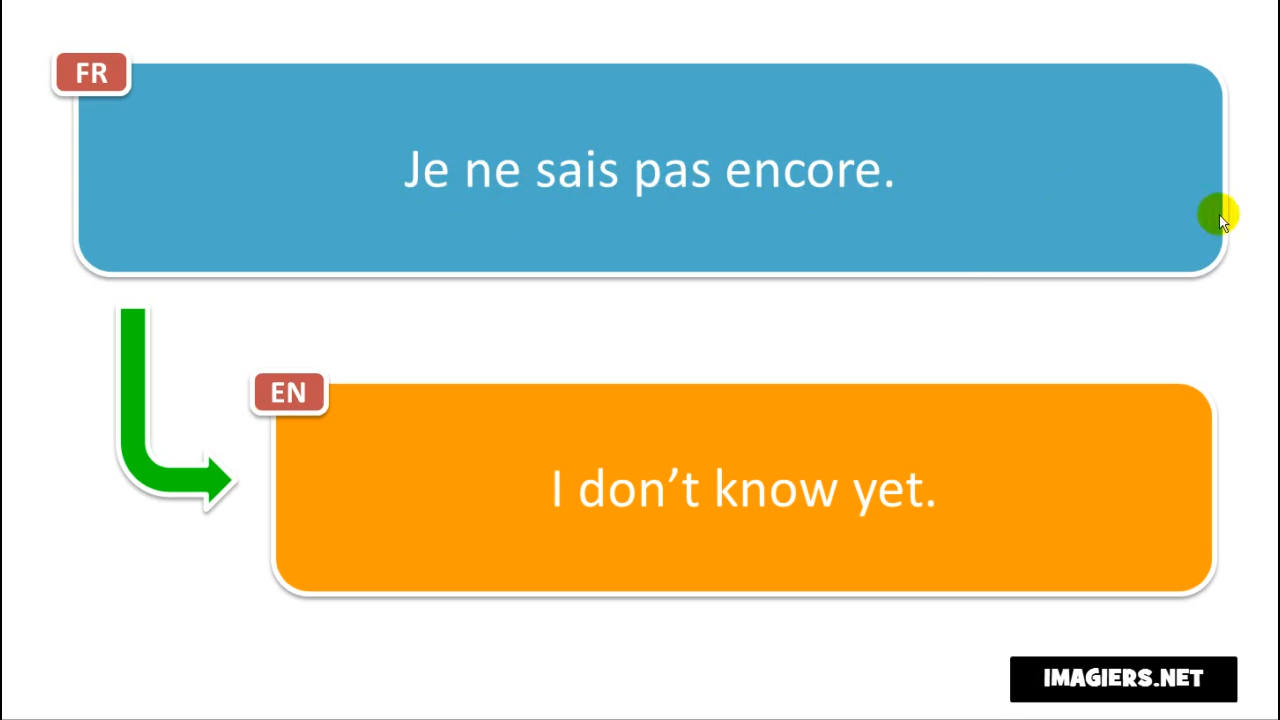 FR
Je ne sais pas encore.
EN
I don’t know yet.
IMAGIERS.NET